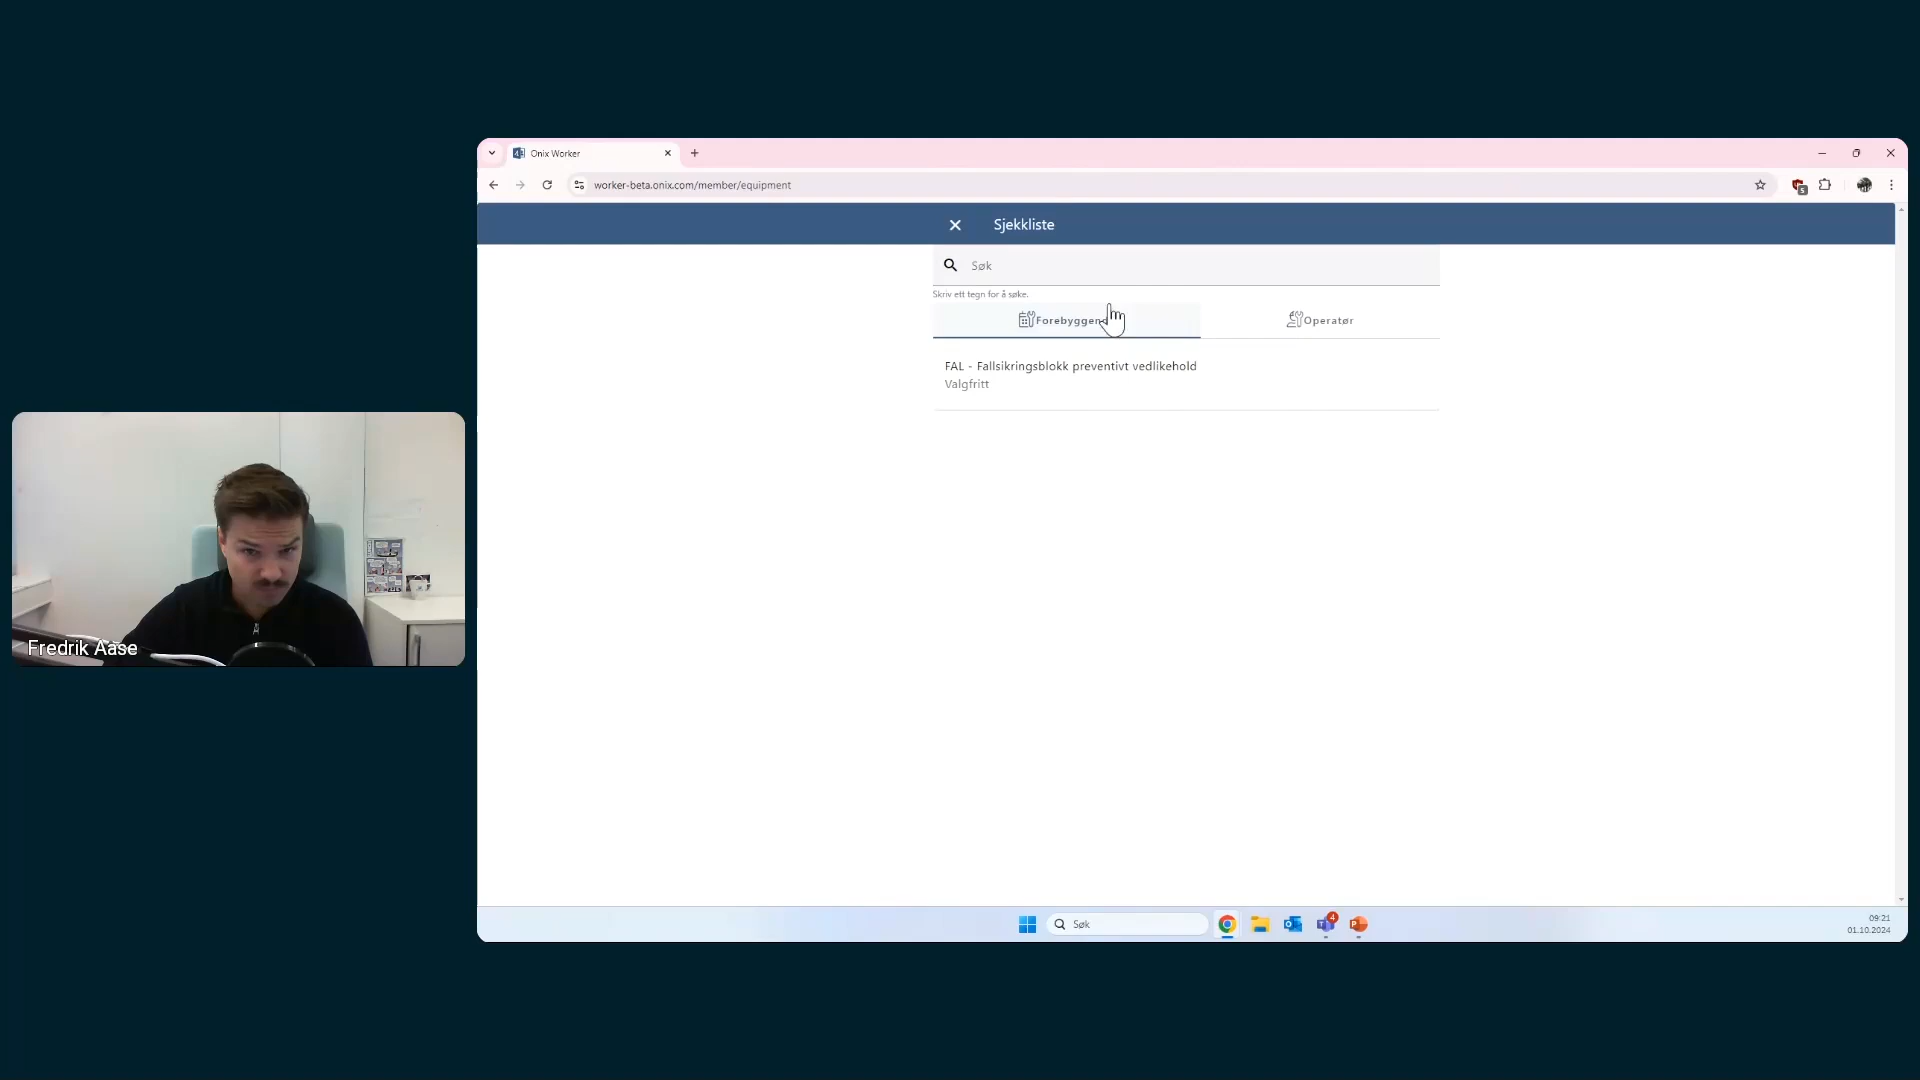 Onix Worker
worker-beta.onix.com/member/equipment
Sjekkliste
Søk
Skriv ett tegn for å søke.
Operatør
FAL - Fallsikringsblokk preventivt vedlikehold
Valgfritt
Fredrik Aase
Søk
4
09:21
01.10.2024